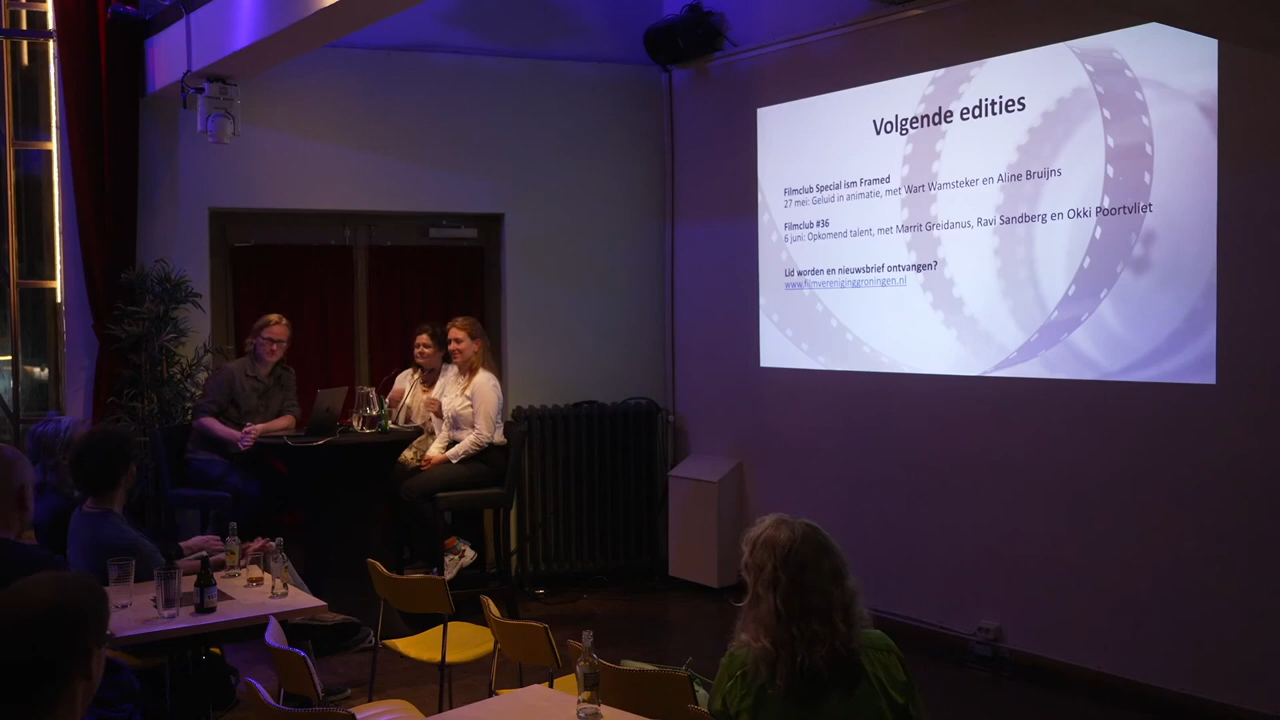 Volgende edities
Filmclub Special ism Framed
27 mei: Geluid in animatie, met Wart Wamsteker en Aline Bruijns
Filmclub #36
6 juni: Opkomend talent, met Marrit Greidanus, Ravi Sandberg en Okki Poortvliet
Lid worden en nieuwsbrief ontvangen?
www.filmvereniginggroningen.nl